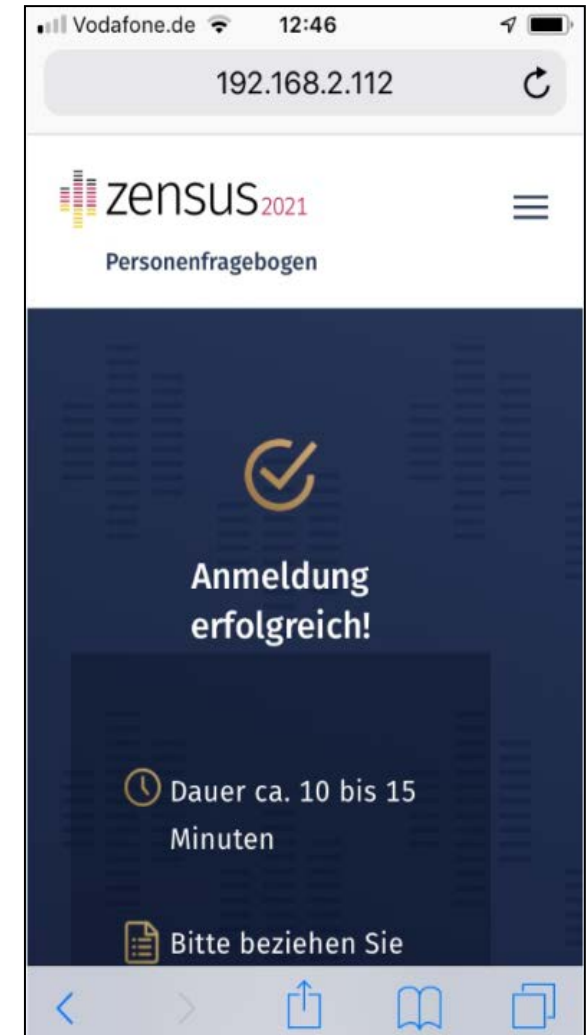 Vodafone.de 12:46
192.168.2.112
zensus2021
Personenfragebogen
Anmeldung
erfolgreich!
Dauer ca. 10 bis 15
Minuten
Bitte beziehen Sie